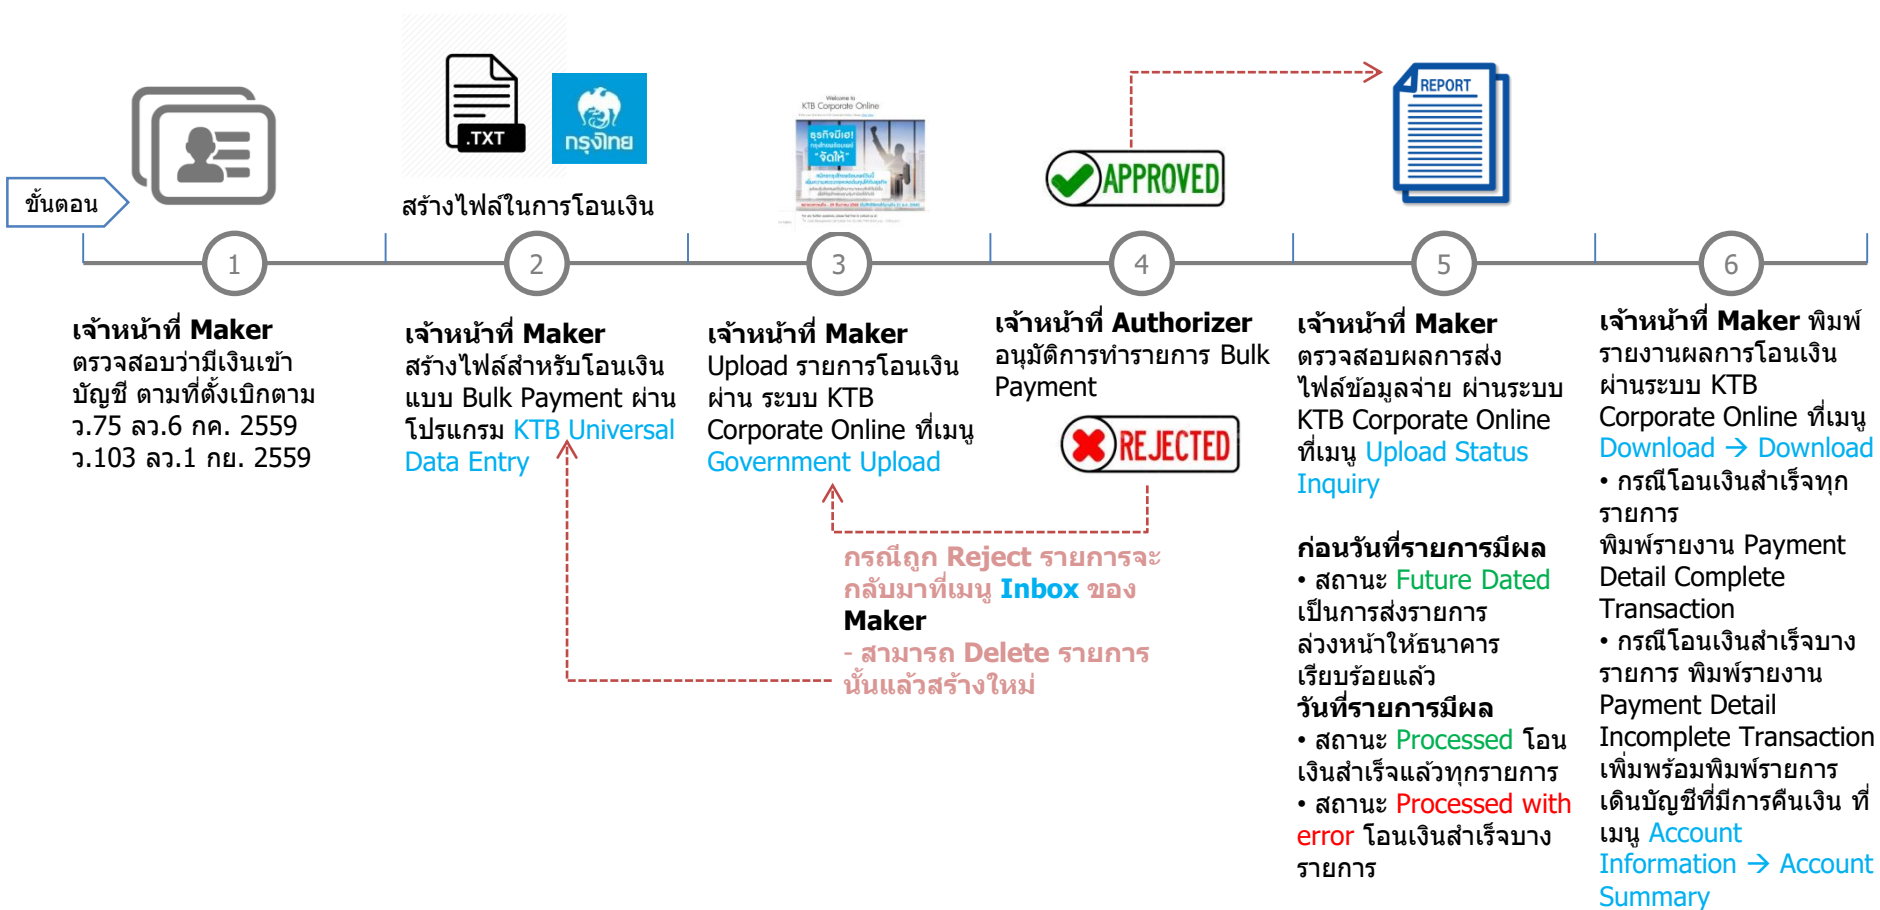 .TXT
กรุงไทย
Welcome to
KTB Corporate Online
ธุรกิจมีเฮ!
กรุงไทยพร้อมเพย์
"จัดให้"
APPROVED
REPORT
ขั้นตอน
สร้างไฟล์ในการโอนเงิน
1
2
3
4
5
6
เจ้าหน้าที่ Maker
ตรวจสอบว่ามีเงินเข้า
บัญชี ตามที่ตั้งเบิกตาม
ว.75 ลว.6 กค. 2559
ว.103 ลว.1 กย. 2559
เจ้าหน้าที่ Maker
สร้างไฟล์สำหรับโอนเงิน
แบบ Bulk Payment ผ่าน
โปรแกรม KTB Universal
Data Entry
เจ้าหน้าที่ Maker
Upload รายการโอนเงิน
ผ่าน ระบบ KTB
Corporate Online ที่เมนู
Government Upload
เจ้าหน้าที่ Authorizer
อนุมัติการทำรายการ Bulk
Payment
REJECTED
กรณีถูก Reject รายการจะ
กลับมาที่เมนู Inbox ของ
Maker
- สามารถ Delete รายการ
นั้นแล้วสร้างใหม่
เจ้าหน้าที่ Maker
ตรวจสอบผลการส่ง
ไฟล์ข้อมูลจ่าย ผ่านระบบ
KTB Corporate Online
ที่เมนู Upload Status
Inquiry
ก่อนวันที่รายการมีผล
• สถานะ Future Dated
เป็นการส่งรายการ
ล่วงหน้าให้ธนาคาร
เรียบร้อยแล้ว
วันที่รายการมีผล
• สถานะ Processed โอน
เงินสำเร็จแล้วทุกรายการ
• สถานะ Processed with
error โอนเงินสำเร็จบาง
รายการ
เจ้าหน้าที่ Maker พิมพ์
รายงานผลการโอนเงิน
ผ่านระบบ KTB
Corporate Online ที่เมนู
Download → Download
• กรณีโอนเงินสำเร็จทุก
รายการ
พิมพ์รายงาน Payment
Detail Complete
Transaction
• กรณีโอนเงินสำเร็จบาง
รายการ พิมพ์รายงาน
Payment Detail
Incomplete Transaction
เพิ่มพร้อมพิมพ์รายการ
เดินบัญชีที่มีการคืนเงิน ที่
เมนู Account
Information → Account
Summary